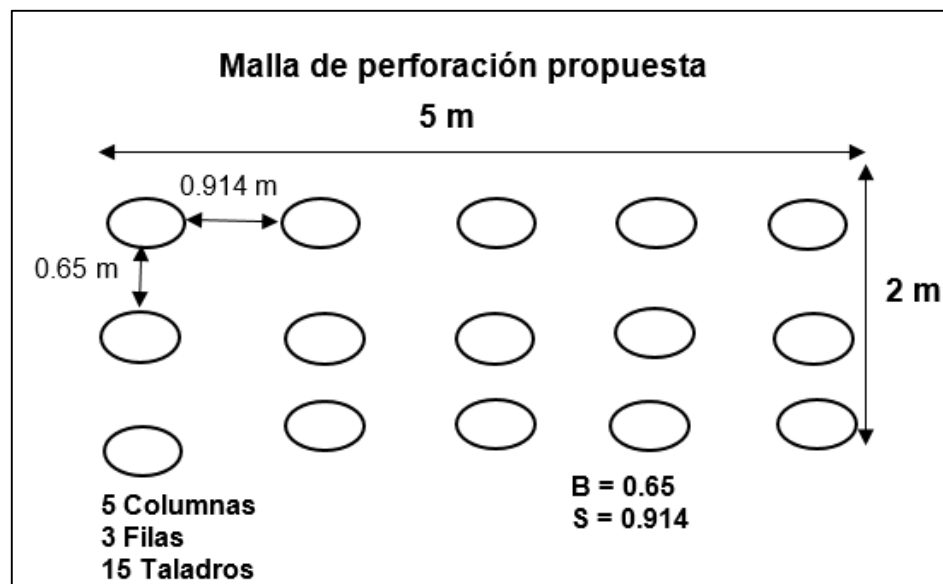 Malla de perforación propuesta
5 m
0.914 m
0.65 m
2 m
5 Columnas
3 Filas
15 Taladros
B = 0.65
S = 0.914